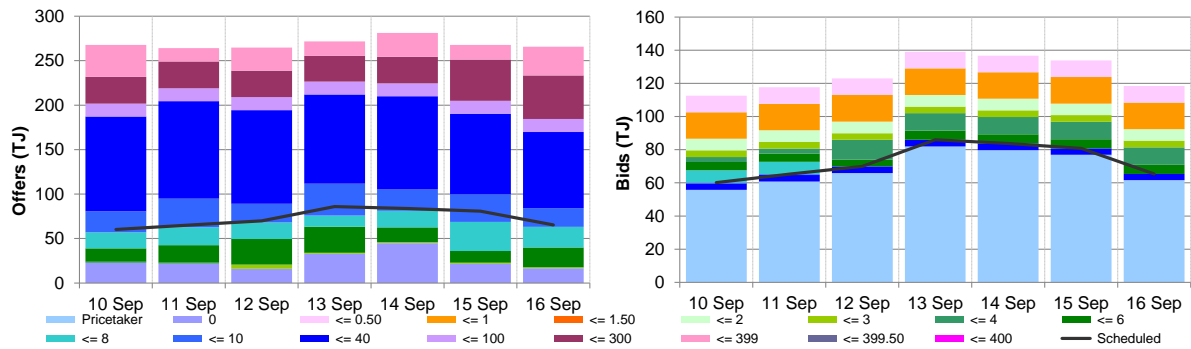 300
250
200
150
100
50
0
Offers (TJ)
10 Sep 11 Sep 12 Sep 13 Sep 14 Sep 15 Sep 16 Sep
160
140
120
100
80
60
40
20
0
Bids (TJ)
10 Sep 11 Sep 12 Sep 13 Sep 14 Sep 15 Sep 16 Sep
Pricetaker 0 <= 0.50 <= 1 <= 1.50 <= 2 <= 3 <= 4 <= 6
<= 8 <= 10 <= 40 <= 100 <= 300 <= 399 <= 399.50 <= 400 Scheduled